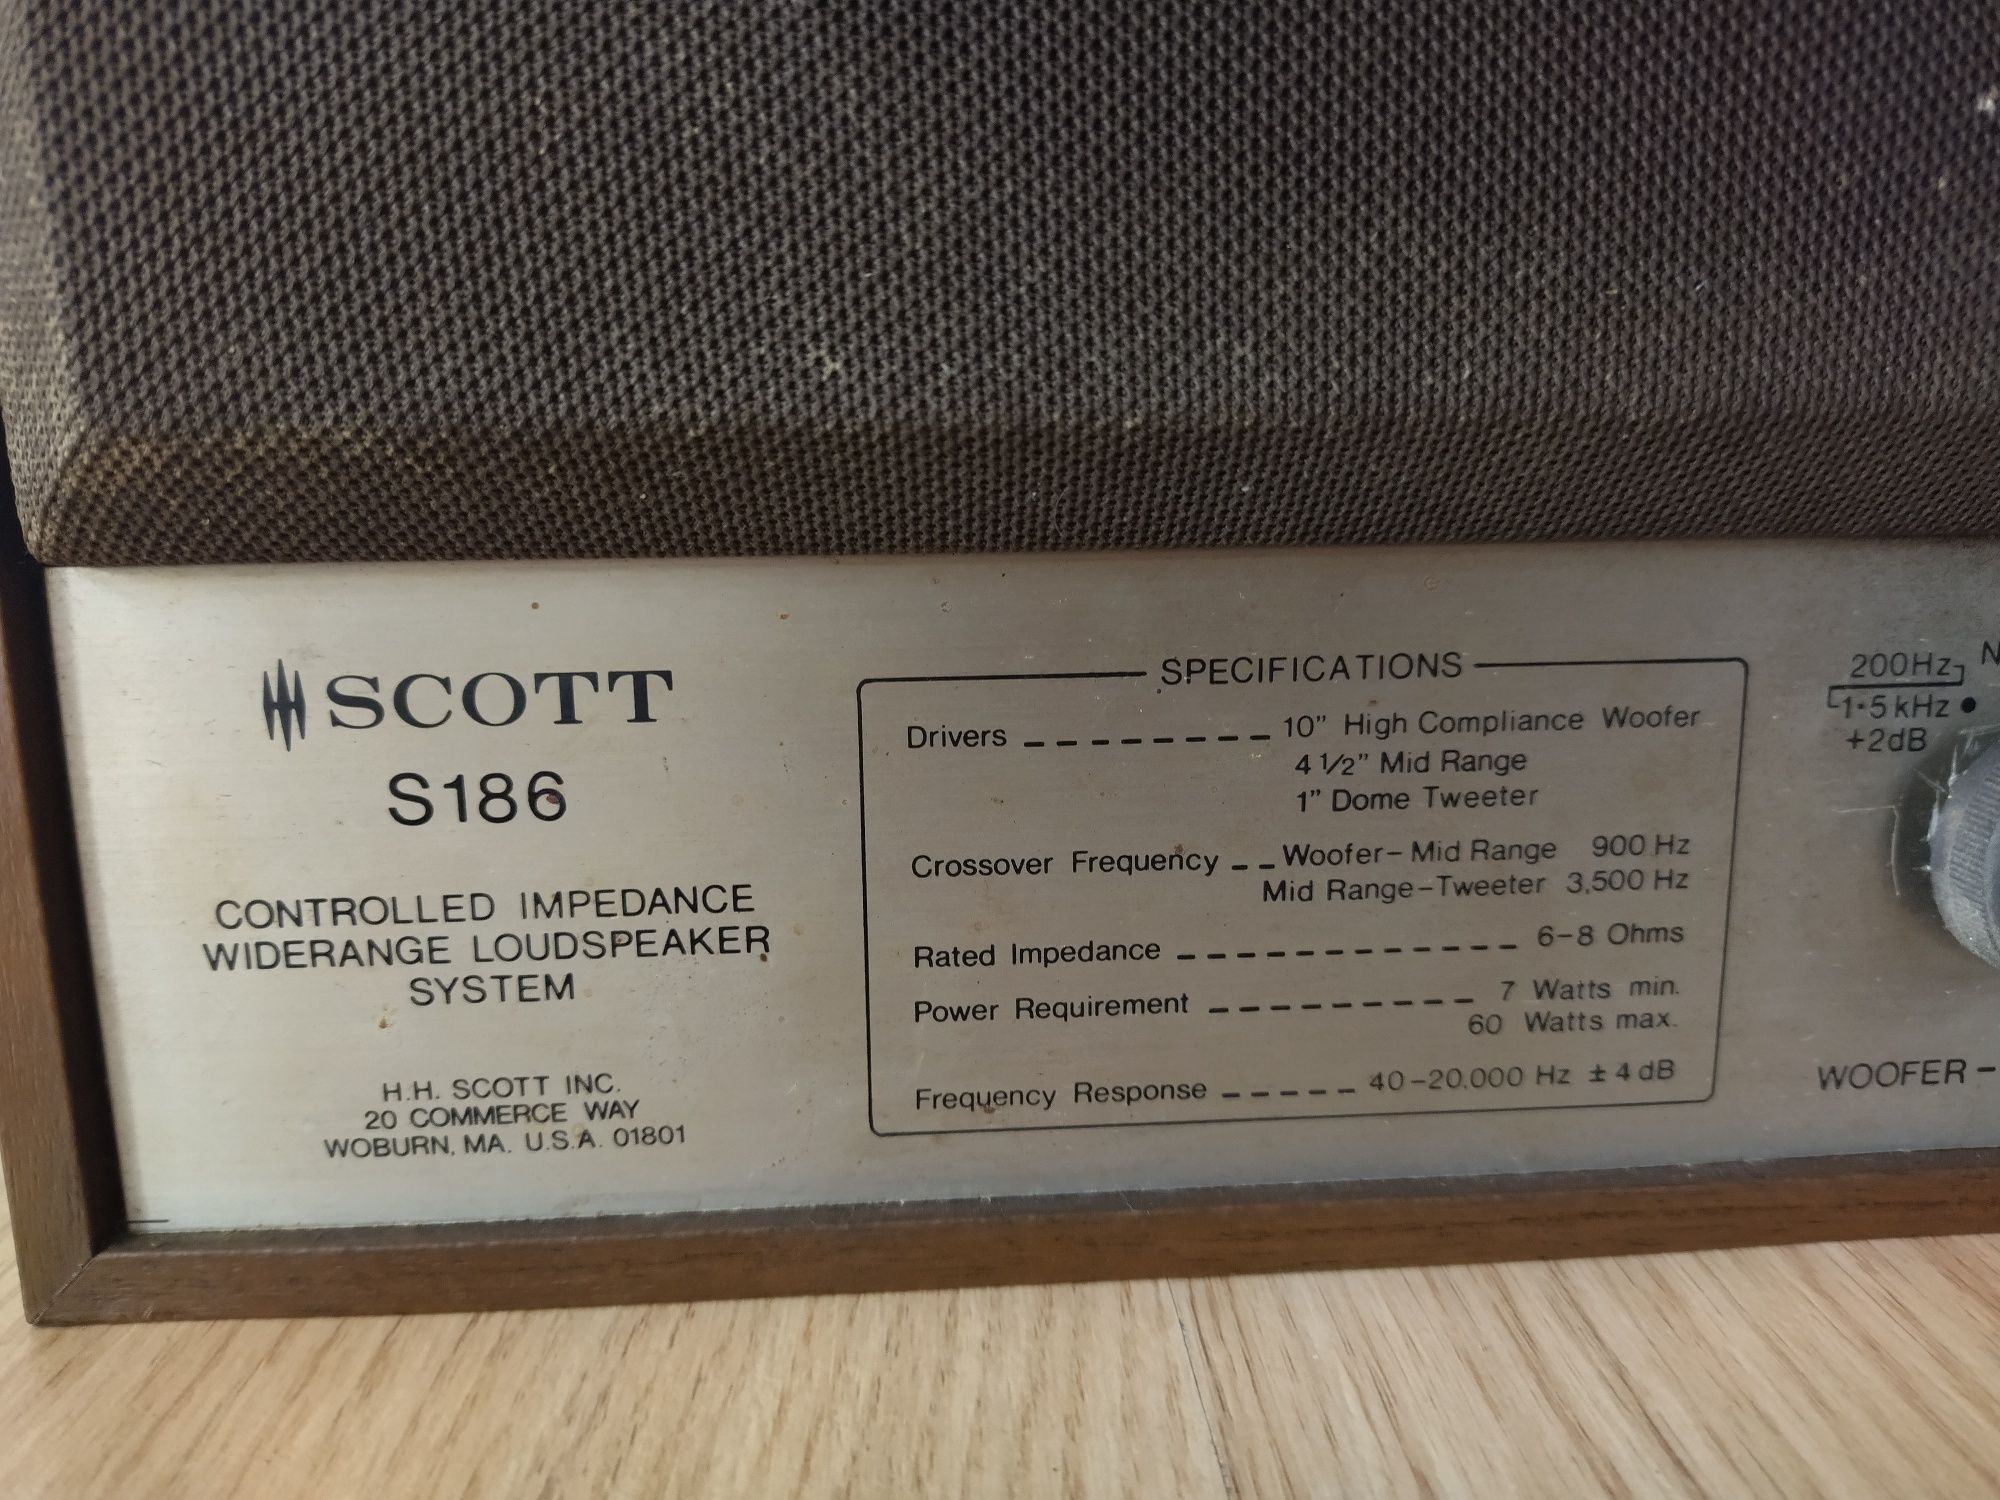 SCOTT
S186
CONTROLLED IMPEDANCE
WIDERANGE LOUDSPEAKER
SYSTEM
H.H. SCOTT INC.
20 COMMERCE WAY
WOBURN, MA. U.S.A. 01801
SPECIFICATIONS
Drivers -------- 10" High Compliance Woofer
4 1/2" Mid Range
1" Dome Tweeter
Crossover Frequency -- Woofer-Mid Range 900 Hz
Mid Range-Tweeter 3,500 Hz
Rated Impedance ------------ 6-8 Ohms
Power Requirement --------- 7 Watts min.
60 Watts max.
Frequency Response ----- 40-20,000 Hz ± 4 dB
200Hz
1·5kHz
+2dB
WOOFER-